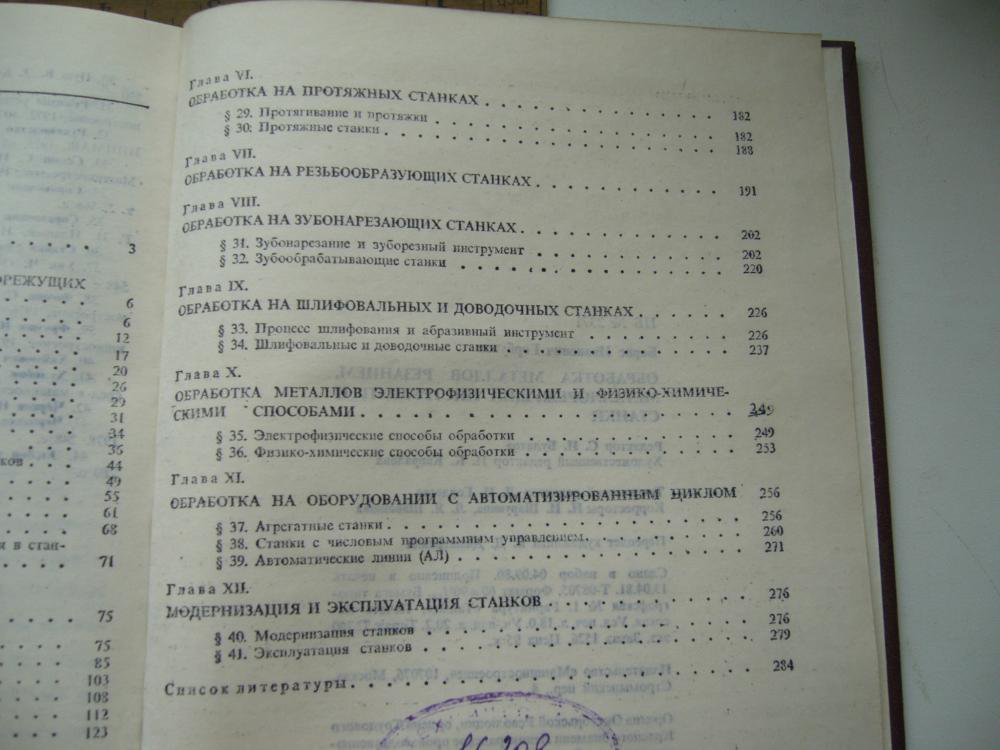 3
РЕЖУЩИХ
6
6
12
17
20
26
29
31
34
36
ков . . . . 44
49
55
61
68
я в стан-
71
75
75
85
103
108
112
123
Глава VI.
ОБРАБОТКА НА ПРОТЯЖНЫХ СТАНКАХ . . . . . . . . . . 182
§ 29. Протягивание и протяжки . . . . . . . . . . 182
§ 30. Протяжные станки . . . . . . . . . . 188
Глава VII.
ОБРАБОТКА НА РЕЗЬБООБРАЗУЮЩИХ СТАНКАХ . . . . . . . . 191
Глава VIII.
ОБРАБОТКА НА ЗУБОНАРЕЗАЮЩИХ СТАНКАХ . . . . . . . . 202
§ 31. Зубонарезание и зуборезный инструмент . . . . . . . . 202
§ 32. Зубообрабатывающие станки . . . . . . . . . . 220
Глава IX.
ОБРАБОТКА НА ШЛИФОВАЛЬНЫХ И ДОВОДОЧНЫХ СТАНКАХ . . . . 226
§ 33. Процесс шлифования и абразивный инструмент . . . . . . 226
§ 34. Шлифовальные и доводочные станки . . . . . . . . 237
Глава X.
ОБРАБОТКА МЕТАЛЛОВ ЭЛЕКТРОФИЗИЧЕСКИМИ И ФИЗИКО-ХИМИЧЕ-
СКИМИ СПОСОБАМИ . . . . . . . . . . . . 249
§ 35. Электрофизические способы обработки . . . . . . . . 249
§ 36. Физико-химические способы обработки . . . . . . . . 253
Глава XI.
ОБРАБОТКА НА ОБОРУДОВАНИИ С АВТОМАТИЗИРОВАННЫМ ЦИКЛОМ 256
§ 37. Агрегатные станки . . . . . . . . . . 256
§ 38. Станки с числовым программным управлением . . . . . . 260
§ 39. Автоматические линии (АЛ) . . . . . . . . . . 271
Глава XII.
МОДЕРНИЗАЦИЯ И ЭКСПЛУАТАЦИЯ СТАНКОВ . . . . . . . . 276
§ 40. Модернизация станков . . . . . . . . . . 276
§ 41. Эксплуатация станков . . . . . . . . . . 279
Список литературы . . . . . . . . . . . . 284